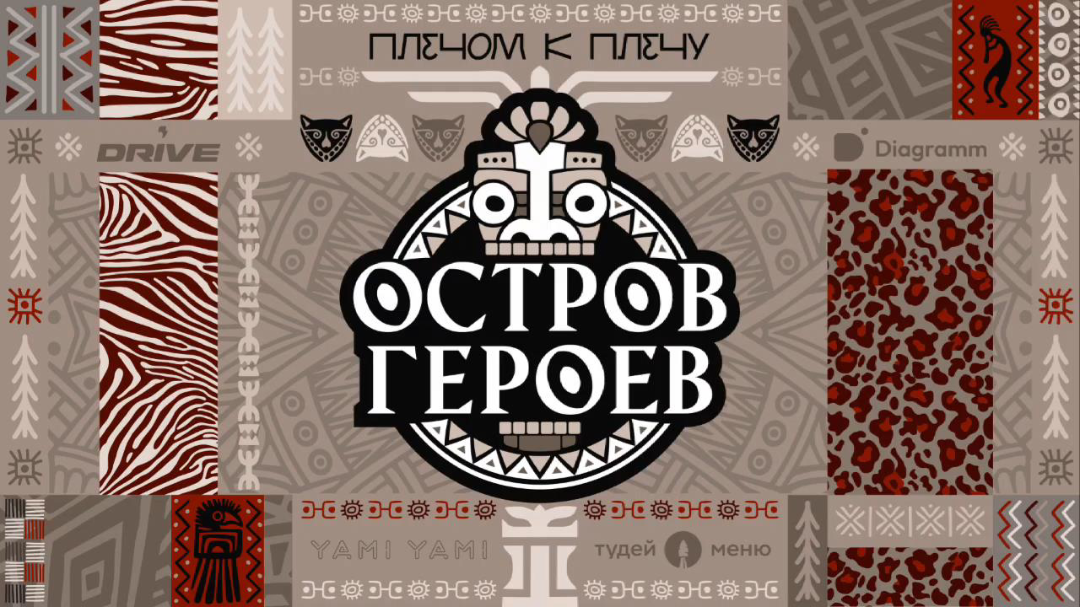 ПЛЕЧОМ К ПЛЕЧУ
DRIVE
Diagramm
ОСТРОВ
ГЕРОЕВ
YAMI YAMI
тудей меню